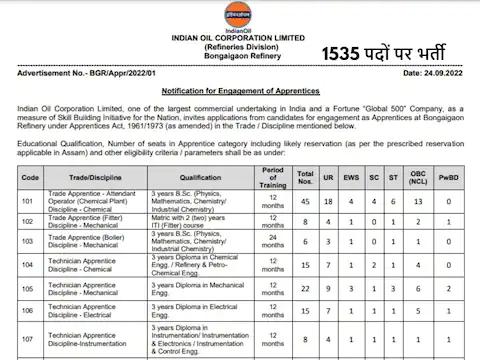 इंडियनऑयल
IndianOil
INDIAN OIL CORPORATION LIMITED
(Refineries Division)
Bongaigaon Refinery
1535 पदों पर भर्ती
Advertisement No.- BGR/Appr/2022/01 Date: 24.09.2022
Notification for Engagement of Apprentices
Indian Oil Corporation Limited, one of the largest commercial undertaking in India and a Fortune "Global 500" Company, as a
measure of Skill Building Initiative for the Nation, invites applications from candidates for engagement as Apprentices at Bongaigaon
Refinery under Apprentices Act, 1961/1973 (as amended) in the Trade / Discipline mentioned below.
Educational Qualification, Number of seats in Apprentice category including likely reservation (as per the prescribed reservation
applicable in Assam) and other eligibility criteria / parameters shall be as under:
Code Trade/Discipline Qualification Period of Training Total Nos. UR EWS SC ST OBC (NCL) PwBD
101 Trade Apprentice - Attendant Operator (Chemical Plant) Discipline - Chemical 3 years B.Sc. (Physics, Mathematics, Chemistry/ Industrial Chemistry) 12 months 45 18 4 4 6 13 0
102 Trade Apprentice (Fitter) Discipline - Mechanical Matric with 2 (two) years ITI (Fitter) course 12 months 8 4 1 0 1 2 1
103 Trade Apprentice (Boiler) Discipline - Mechanical 3 years B.Sc. (Physics, Mathematics, Chemistry/ Industrial Chemistry) 24 months 6 3 1 0 1 1 0
104 Technician Apprentice Discipline - Chemical 3 years Diploma in Chemical Engg. / Refinery & Petro-Chemical Engg. 12 months 15 7 1 2 1 4 0
105 Technician Apprentice Discipline - Mechanical 3 years Diploma in Mechanical Engg. 12 months 22 9 3 1 3 6 2
106 Technician Apprentice Discipline - Electrical 3 years Diploma in Electrical Engg. 12 months 15 7 1 1 1 5 1
107 Technician Apprentice Discipline-Instrumentation 3 years Diploma in Instrumentation/ Instrumentation & Electronics / Instrumentation & Control Engg. 12 months 8 4 1 1 1 1 1